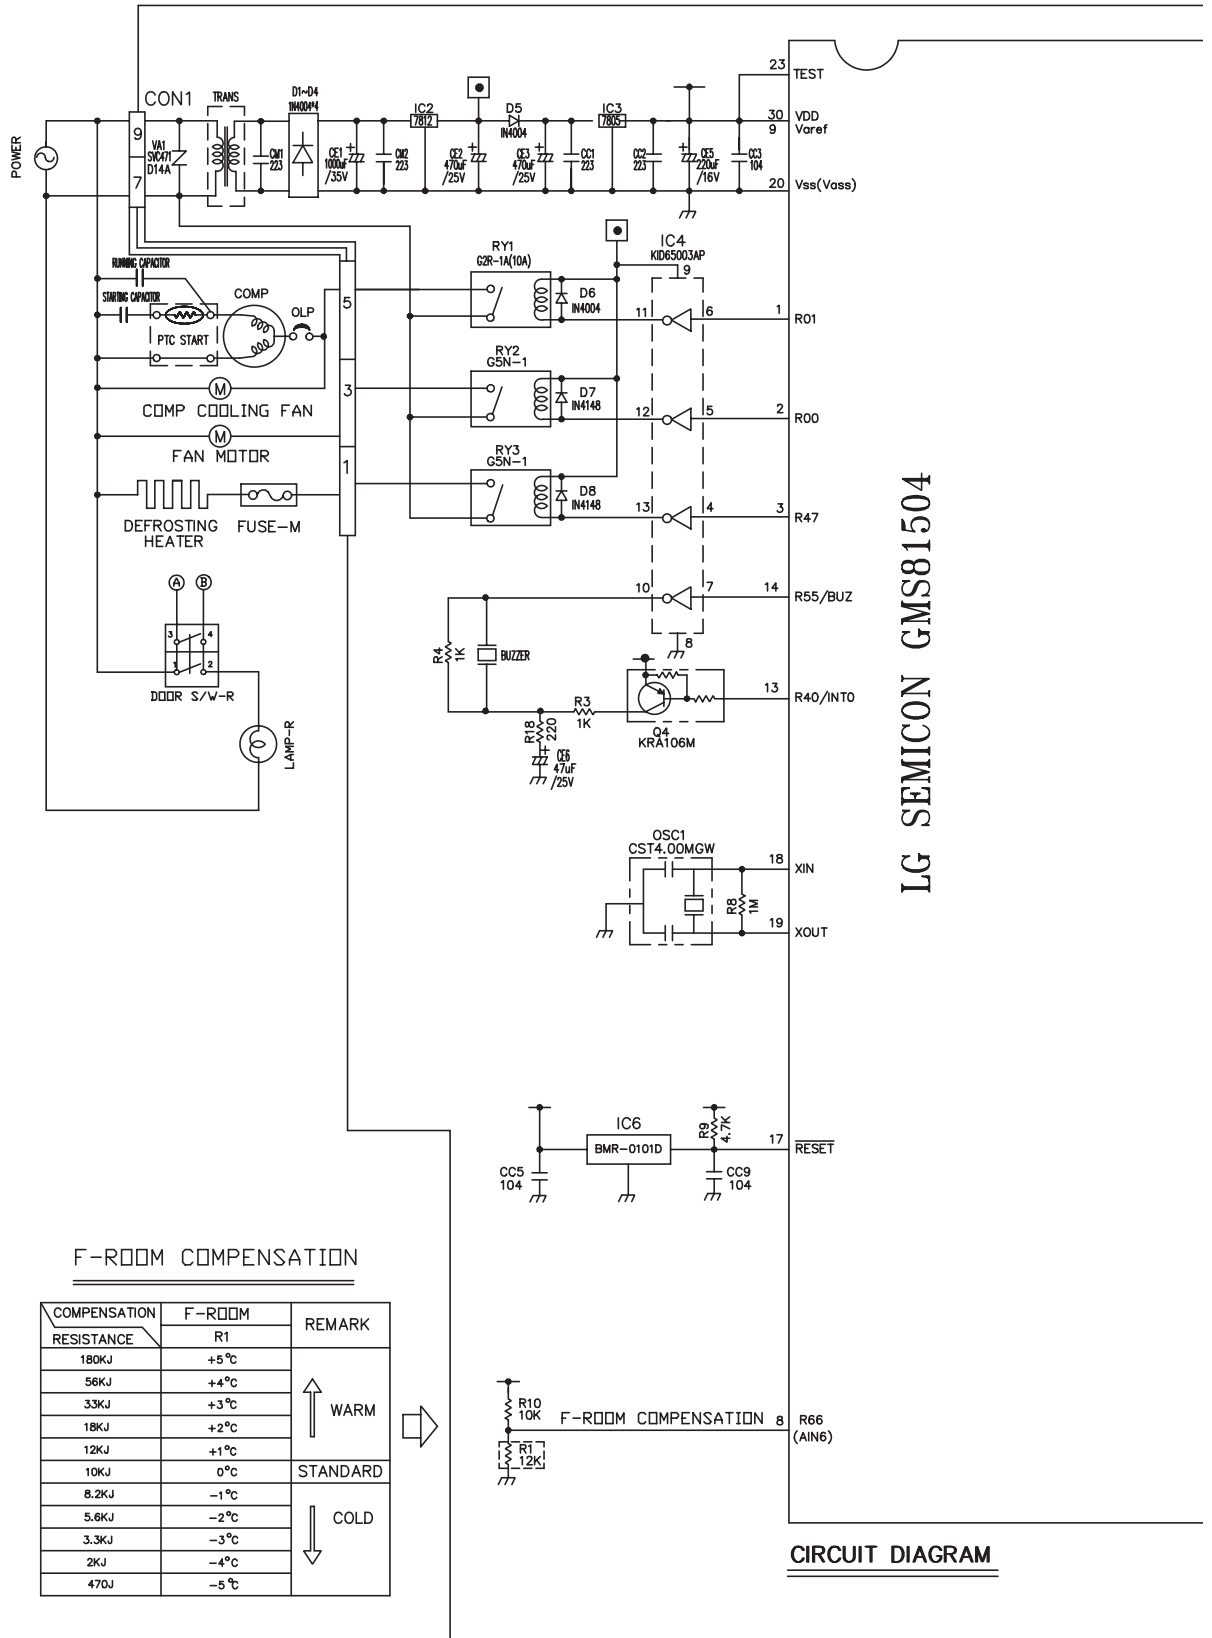 POWER
CON1
9
7
VA1
SVC471
D14A
TRANS
CM1
223
D1~D4
1N4004*4
CE1
1000uF
/35V
CM2
223
IC2
7812
CE2
470uF
/25V
D5
IN4004
CE3
470uF
/25V
CC1
223
IC3
7805
CC2
223
CE5
220uF
/16V
CC3
104
23
TEST
30
9
VDD
Varef
20
Vss(Vass)
RUNNING CAPACITOR
STARTING CAPACITOR
PTC START
COMP
OLP
5
3
1
M
COMP COOLING FAN
M
FAN MOTOR
DEFROSTING
HEATER
FUSE-M
RY1
G2R-1A(10A)
D6
IN4004
RY2
G5N-1
D7
IN4148
RY3
G5N-1
D8
IN4148
IC4
KID65003AP
9
11
6
1
R01
12
5
2
R00
13
4
3
R47
10
7
14
R55/BUZ
8
A
B
3
4
1
2
DOOR S/W-R
LAMP-R
R4
1K
BUZZER
R18
220
CE6
47uF
/25V
R3
1K
Q4
KRA106M
13
R40/INT0
LG SEMICON GMS81504
OSC1
CST4.00MGW
R8
1M
18
XIN
19
XOUT
IC6
BMR-0101D
CC5
104
R9
4.7K
CC9
104
17
RESET
F-ROOM COMPENSATION
COMPENSATION
RESISTANCE
F-ROOM
R1
REMARK
180KJ +5°C
56KJ +4°C
33KJ +3°C
18KJ +2°C
12KJ +1°C
WARM
10KJ 0°C STANDARD
8.2KJ -1°C
5.6KJ -2°C
3.3KJ -3°C
2KJ -4°C
470J -5°C
COLD
R10
10K
R1
12K
F-ROOM COMPENSATION
8
R66
(AIN6)
CIRCUIT DIAGRAM